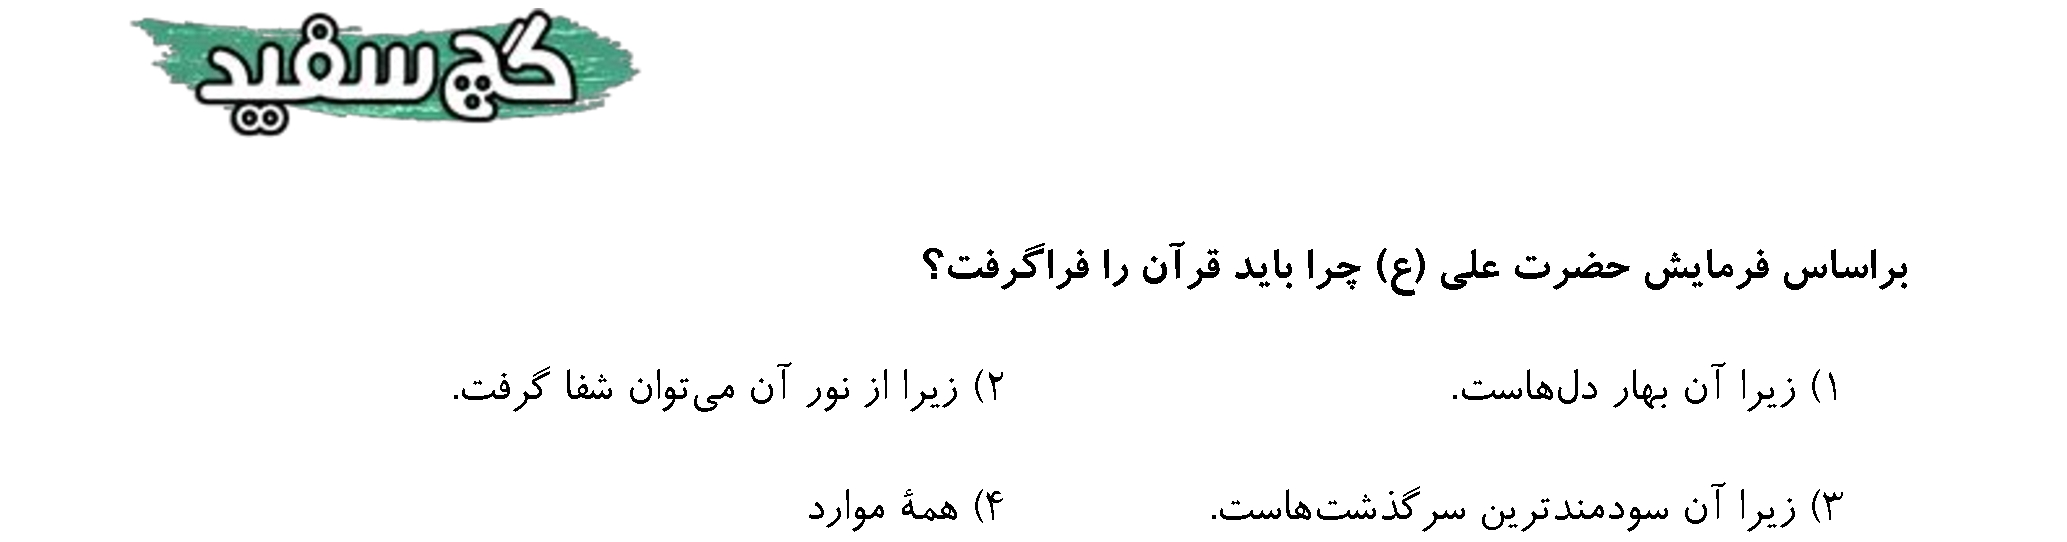 گچ سفید
براساس فرمایش حضرت علی (ع) چرا باید قرآن را فراگرفت؟
۱) زیرا آن بهار دل‌هاست. ۲) زیرا از نور آن می‌توان شفا گرفت.
۳) زیرا آن سودمندترین سرگذشت‌هاست. ۴) همهٔ موارد